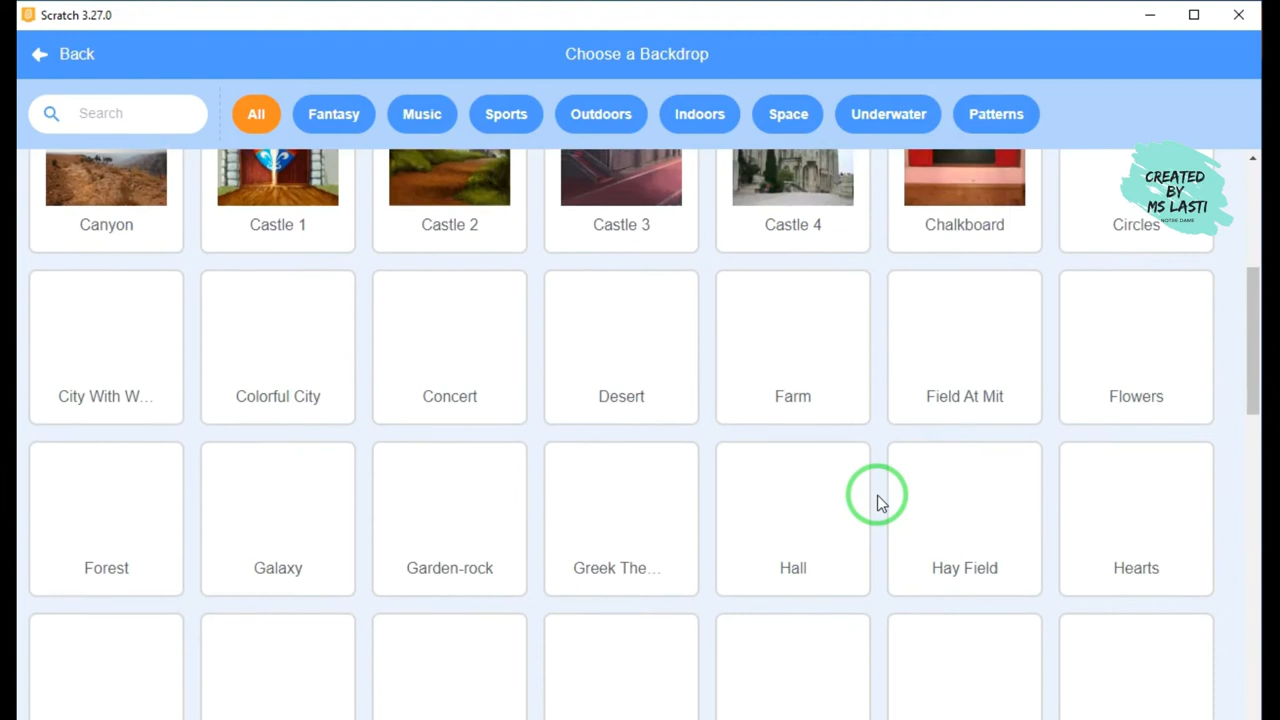 Scratch 3.27.0
Back
Choose a Backdrop
Search
All
Fantasy
Music
Sports
Outdoors
Indoors
Space
Underwater
Patterns
CREATED
BY
MS LASTI
NOTRE DAME
Canyon
Castle 1
Castle 2
Castle 3
Castle 4
Chalkboard
Circles
City With W...
Colorful City
Concert
Desert
Farm
Field At Mit
Flowers
Forest
Galaxy
Garden-rock
Greek The...
Hall
Hay Field
Hearts